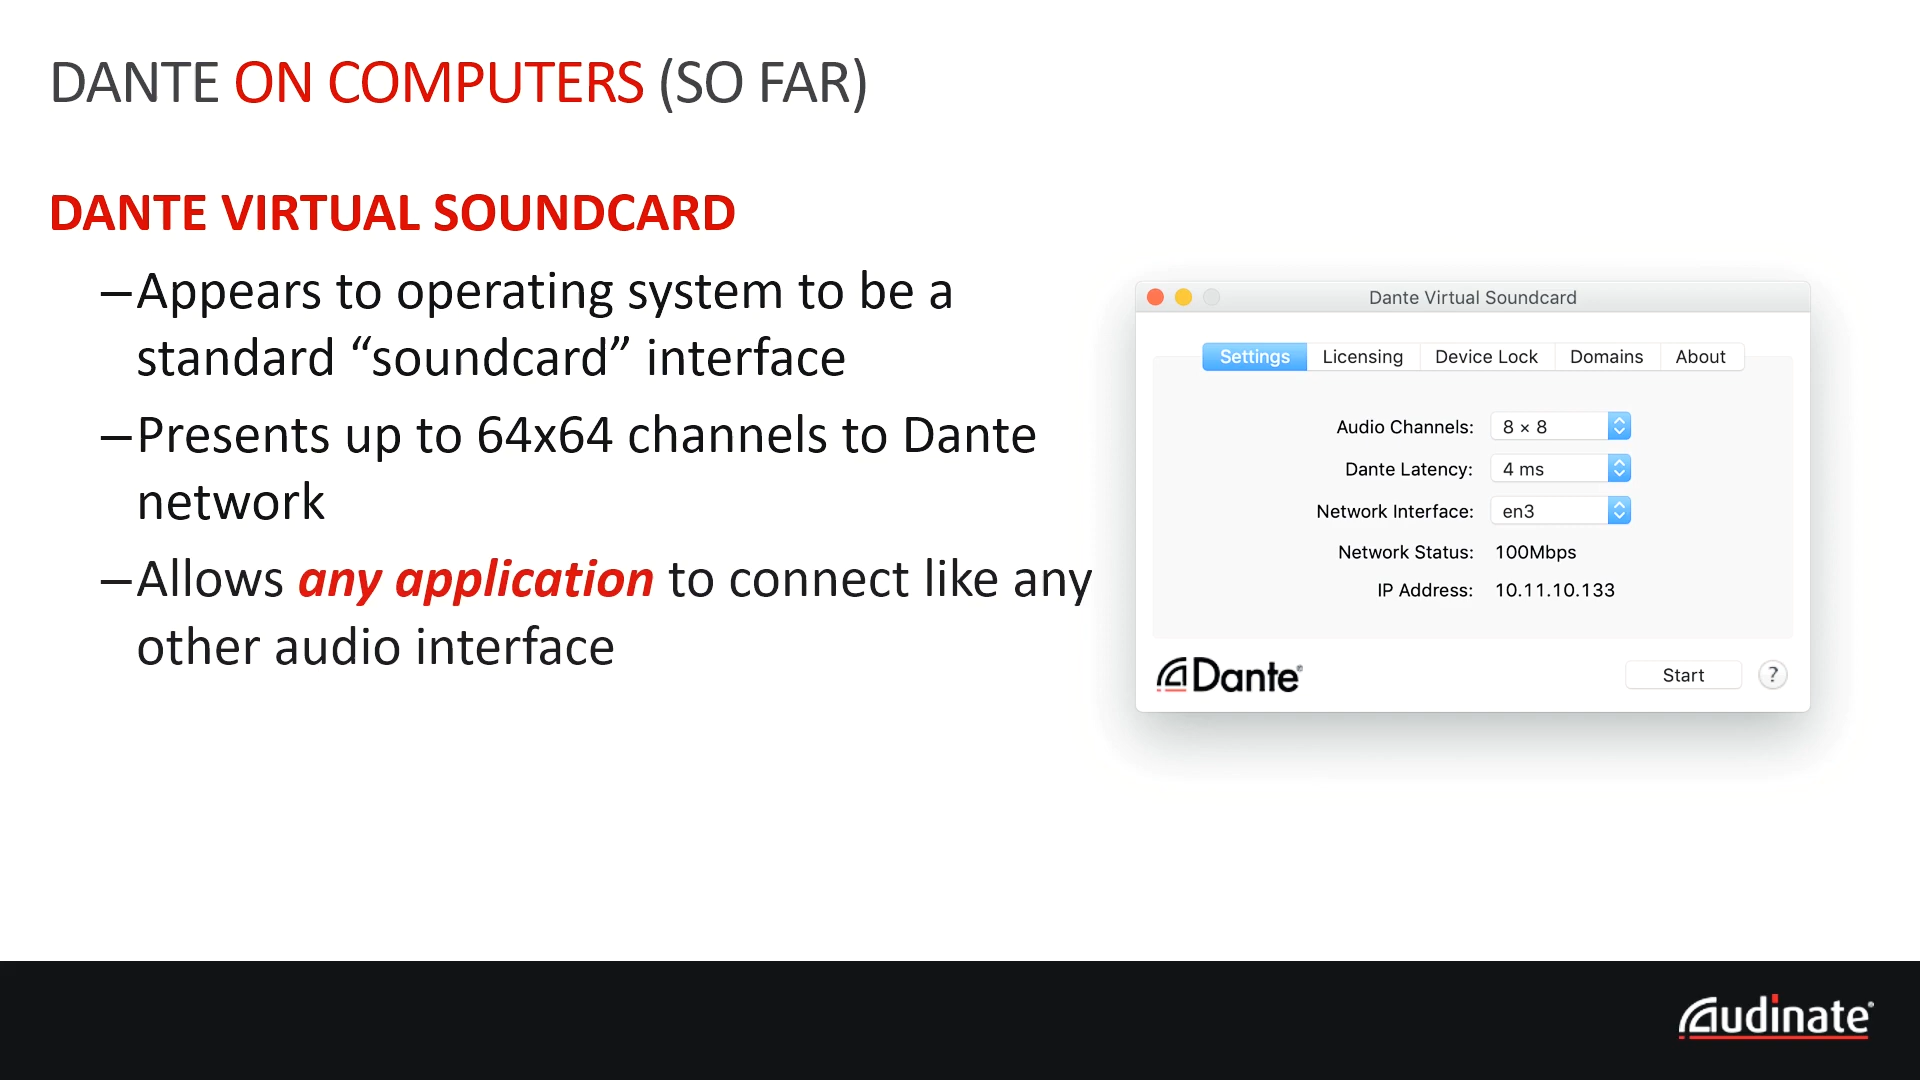 DANTE ON COMPUTERS (SO FAR)
DANTE VIRTUAL SOUNDCARD
–Appears to operating system to be a
standard “soundcard” interface
–Presents up to 64x64 channels to Dante
network
–Allows any application to connect like any
other audio interface
Dante Virtual Soundcard
Settings Licensing Device Lock Domains About
Audio Channels: 8 × 8
Dante Latency: 4 ms
Network Interface: en3
Network Status: 100Mbps
IP Address: 10.11.10.133
Dante®
Start ?
Audinate®